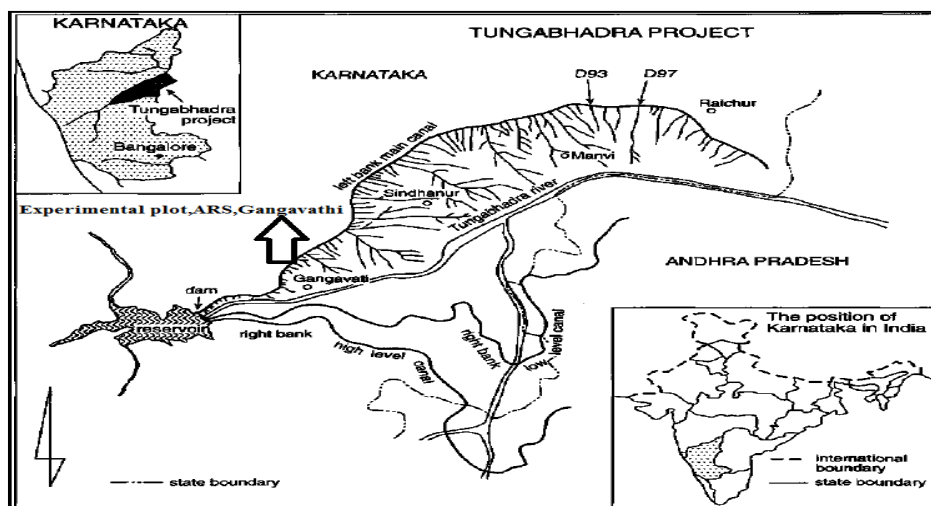 KARNATAKA
Tungabhadra
project
Bangalore
TUNGABHADRA PROJECT
KARNATAKA
D93
D97
Raichur
left bank main canal
Manvi
Sindhanur
Tungabhadra river
Experimental plot,ARS,Gangavathi
Gangavati
dam
reservoir
ANDHRA PRADESH
right bank
high level
canal
right bank
low
level canal
The position of
Karnataka in India
international
boundary
state boundary
state boundary